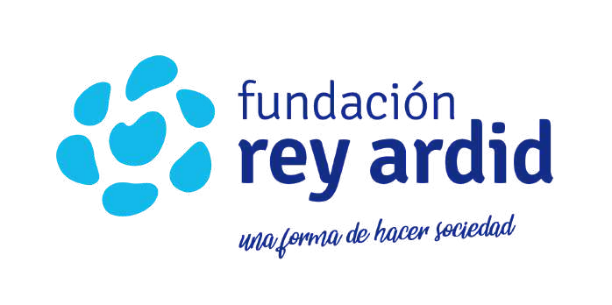 fundación
rey ardid
una forma de hacer sociedad